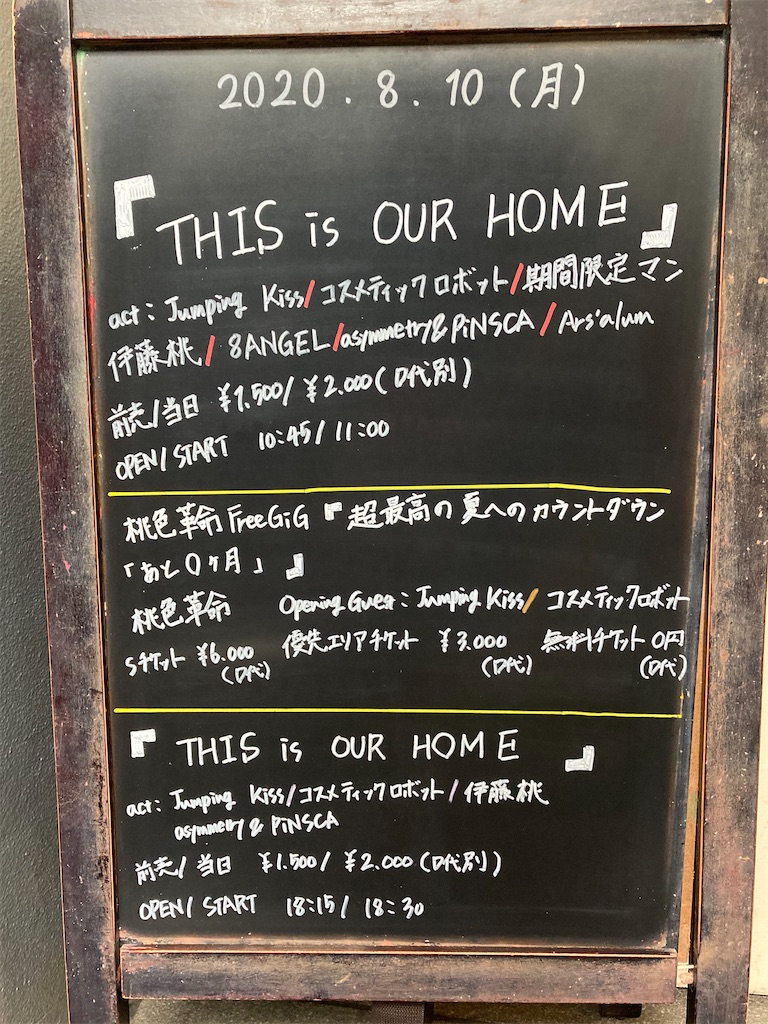 2020.8.10(月)
『THIS is OUR HOME』
act: Jumping Kiss/コスメティックロボット/期間限定マン
伊藤桃/8ANGEL/asymmetry&PiNSCA/Ars'alum
前売/当日 ¥1,500/¥2.000(D代別)
OPEN/START 10:45/11:00
桃色革命FreeGiG『超最高の夏へのカウントダウン
「あと0ヶ月」』
桃色革命 Opening Guest: Jumping Kiss/コスメティックロボット
Sチケット ¥6.000 優先エリアチケット ¥3.000 無料チケット 0円
(D代) (D代) (D代)
『THIS is OUR HOME』
act: Jumping Kiss/コスメティックロボット/伊藤桃
asymmetry & PiNSCA
前売/当日 ¥1.500/¥2.000(D代別)
OPEN/START 18:15/18:30